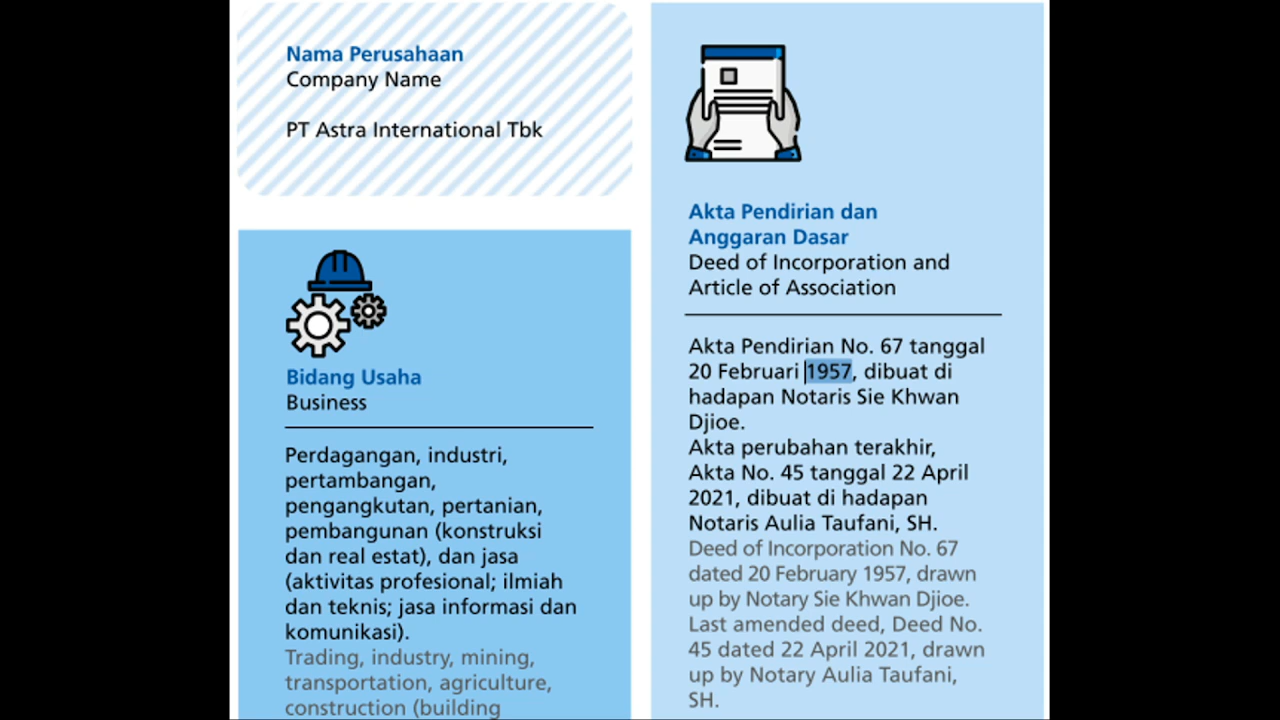 Nama Perusahaan
Company Name
PT Astra International Tbk
Bidang Usaha
Business
Perdagangan, industri,
pertambangan,
pengangkutan, pertanian,
pembangunan (konstruksi
dan real estat), dan jasa
(aktivitas profesional; ilmiah
dan teknis; jasa informasi dan
komunikasi).
Trading, industry, mining,
transportation, agriculture,
construction (building
Akta Pendirian dan
Anggaran Dasar
Deed of Incorporation and
Article of Association
Akta Pendirian No. 67 tanggal
20 Februari 1957, dibuat di
hadapan Notaris Sie Khwan
Djioe.
Akta perubahan terakhir,
Akta No. 45 tanggal 22 April
2021, dibuat di hadapan
Notaris Aulia Taufani, SH.
Deed of Incorporation No. 67
dated 20 February 1957, drawn
up by Notary Sie Khwan Djioe.
Last amended deed, Deed No.
45 dated 22 April 2021, drawn
up by Notary Aulia Taufani,
SH.